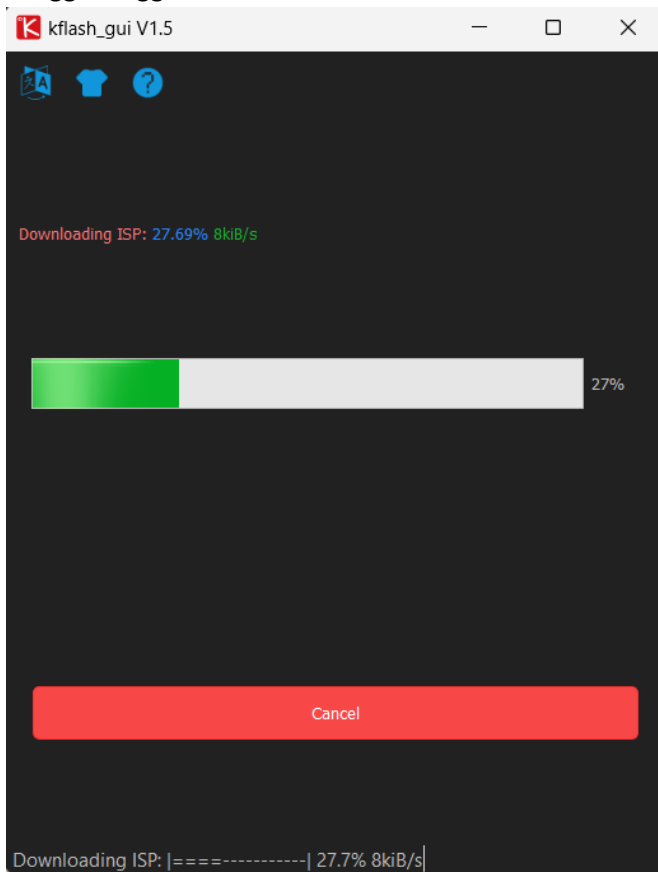 kflash_gui V1.5
Downloading ISP: 27.69% 8kiB/s
27%
Cancel
Downloading ISP: |====-----------| 27.7% 8kiB/s